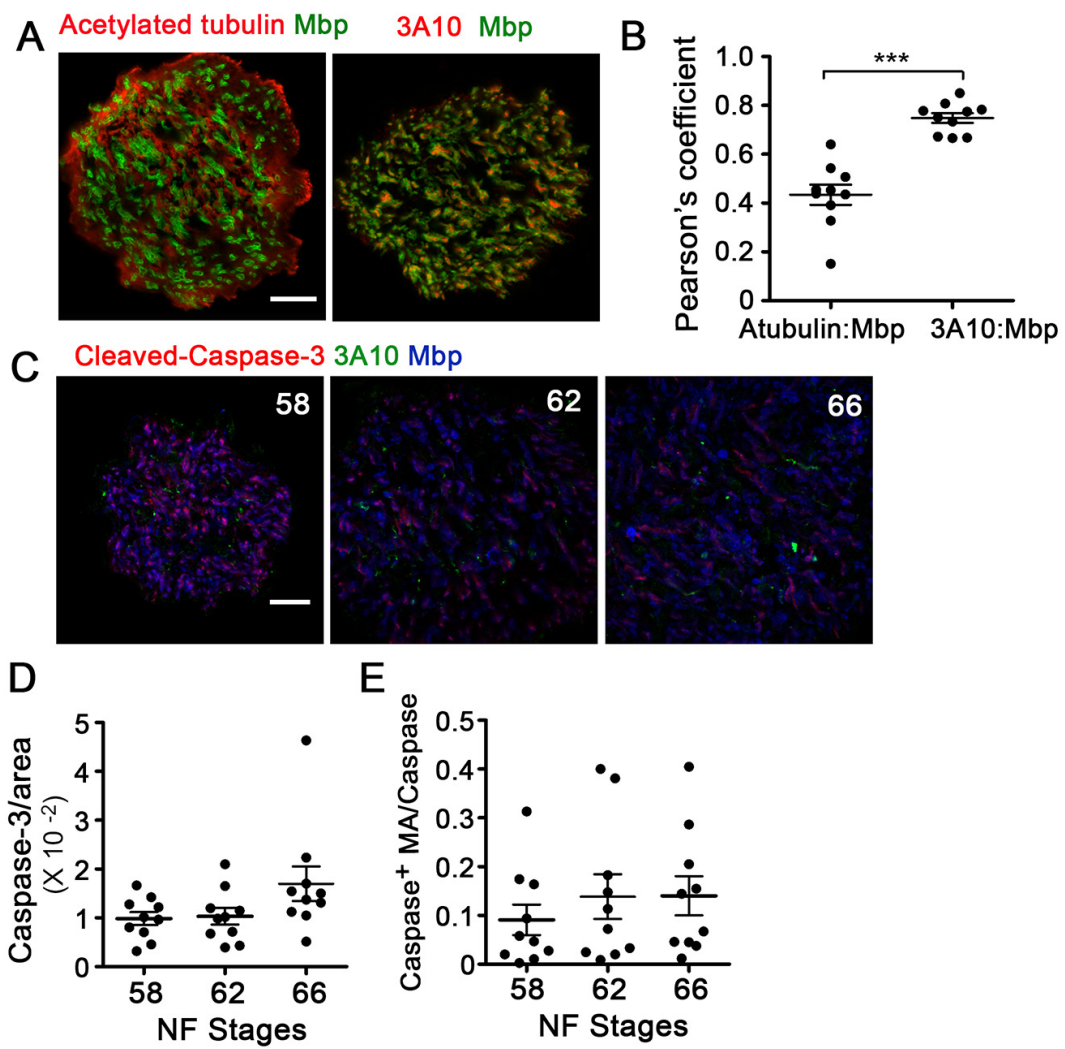 A
Acetylated tubulin Mbp
3A10 Mbp
B
Pearson's coefficient
1.0
0.8
0.6
0.4
0.2
0
***
Atubulin:Mbp
3A10:Mbp
C
Cleaved-Caspase-3 3A10 Mbp
58
62
66
D
Caspase-3/area
(X 10 -2)
5
4
3
2
1
0
58
62
66
NF Stages
E
Caspase+ MA/Caspase
0.5
0.4
0.3
0.2
0.1
0
58
62
66
NF Stages